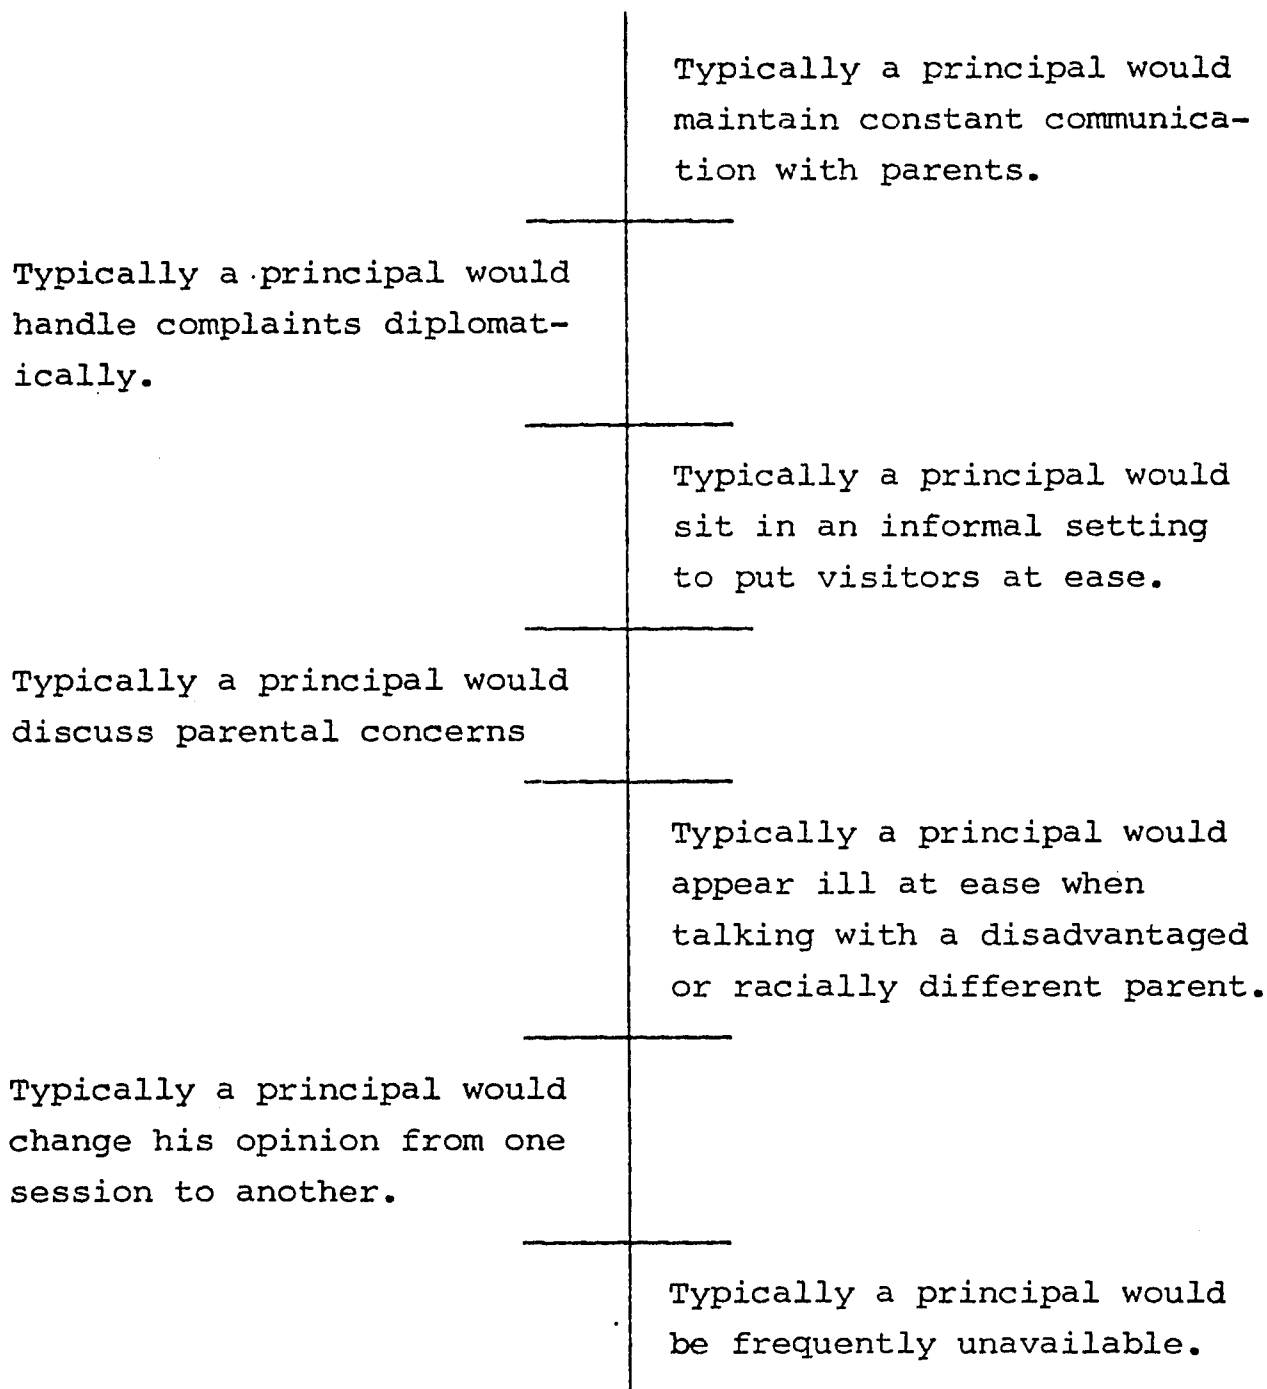 Typically a principal would
maintain constant communica-
tion with parents.
Typically a principal would
handle complaints diplomat-
ically.
Typically a principal would
sit in an informal setting
to put visitors at ease.
Typically a principal would
discuss parental concerns
Typically a principal would
appear ill at ease when
talking with a disadvantaged
or racially different parent.
Typically a principal would
change his opinion from one
session to another.
Typically a principal would
be frequently unavailable.